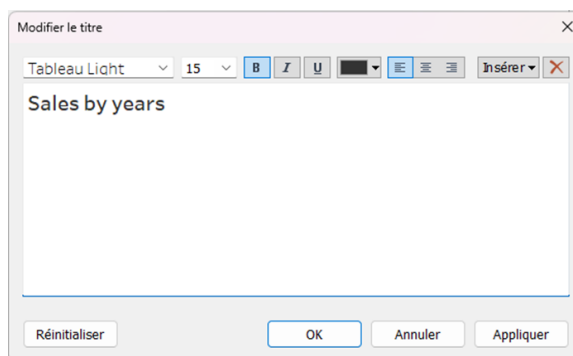 Modifier le titre
Tableau Light 15 B I U Insérer
Sales by years
Réinitialiser OK Annuler Appliquer